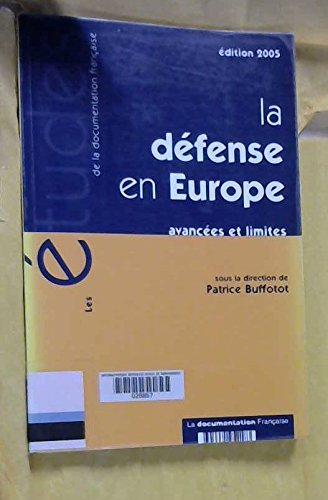 édition 2005
la
défense
en Europe
avancées et limites
sous la direction de
Patrice Buffotot
Les
études
de la documentation française
028857
La documentation Française